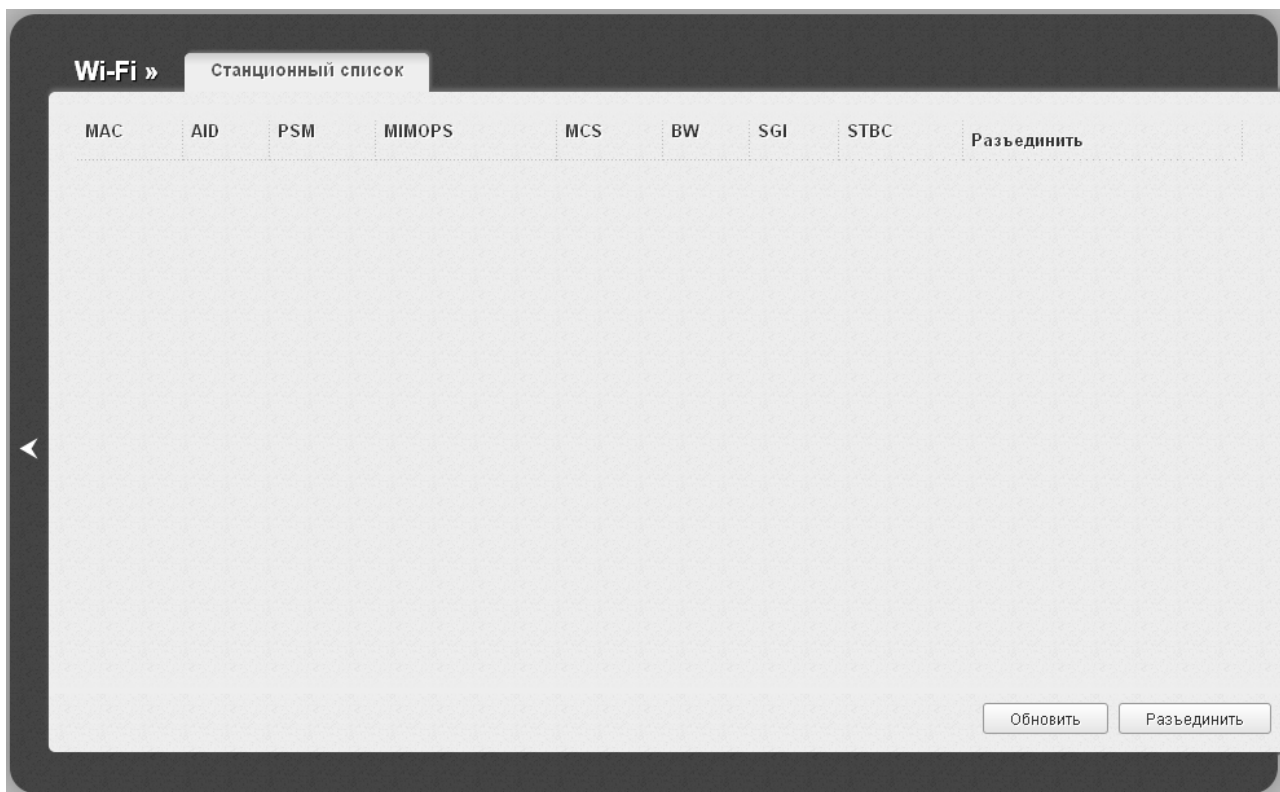 Wi-Fi » Станционный список
MAC AID PSM MIMOPS MCS BW SGI STBC Разъединить
Обновить Разъединить